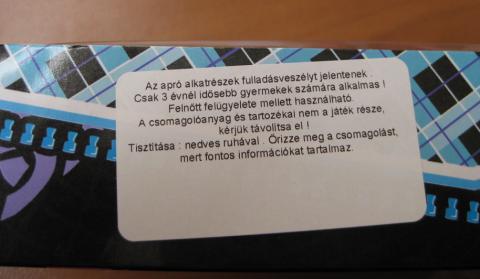 Az apró alkatrészek fulladásveszélyt jelentenek .
Csak 3 évnél idősebb gyermekek számára alkalmas !
Felnőtt felügyelete mellett használható.
A csomagolóanyag és tartozékai nem a játék része,
kérjük távolítsa el !
Tisztítása : nedves ruhával . Őrizze meg a csomagolást,
mert fontos információkat tartalmaz.